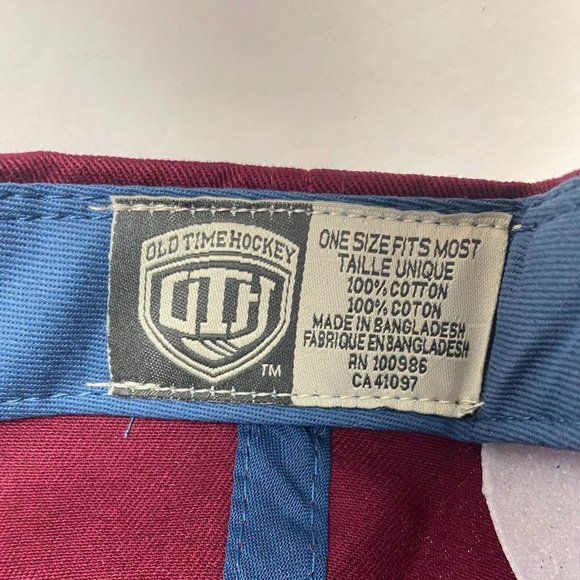 OLD TIME HOCKEY
OTH
TM
ONE SIZE FITS MOST
TAILLE UNIQUE
100% COTTON
100% COTON
MADE IN BANGLADESH
FABRIQUE EN BANGLADESH
RN 100986
CA 41097